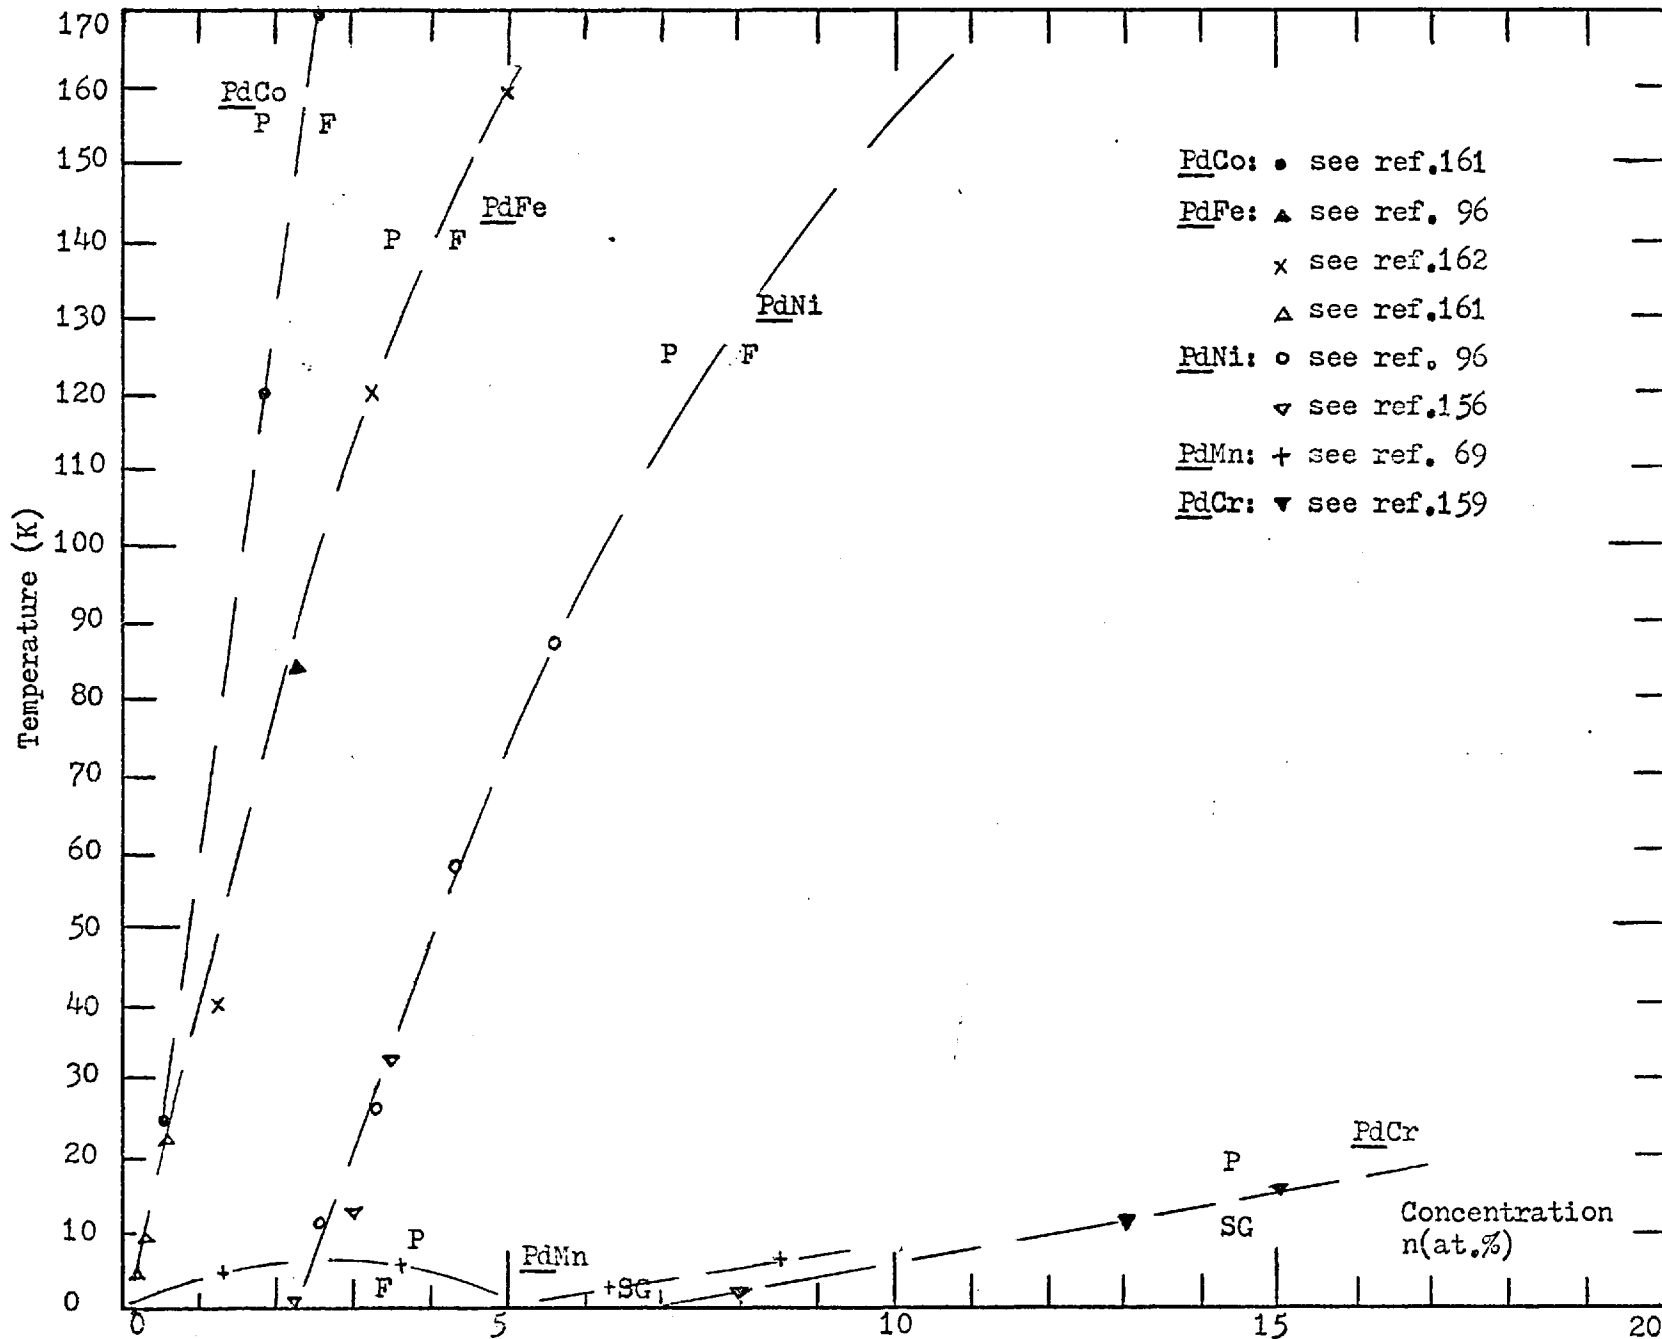 170
160
150
140
130
120
110
100
90
80
70
60
50
40
30
20
10
0
Temperature (K)
PdCo
P F
PdFe
P F
PdNi
P F
PdCo: • see ref.161
PdFe: ▲ see ref. 96
x see ref.162
△ see ref.161
PdNi: o see ref. 96
▽ see ref.156
PdMn: + see ref. 69
PdCr: ▼ see ref.159
PdCr
P
SG
P
F
PdMn
SG
Concentration
n(at.%)
0 5 10 15 20